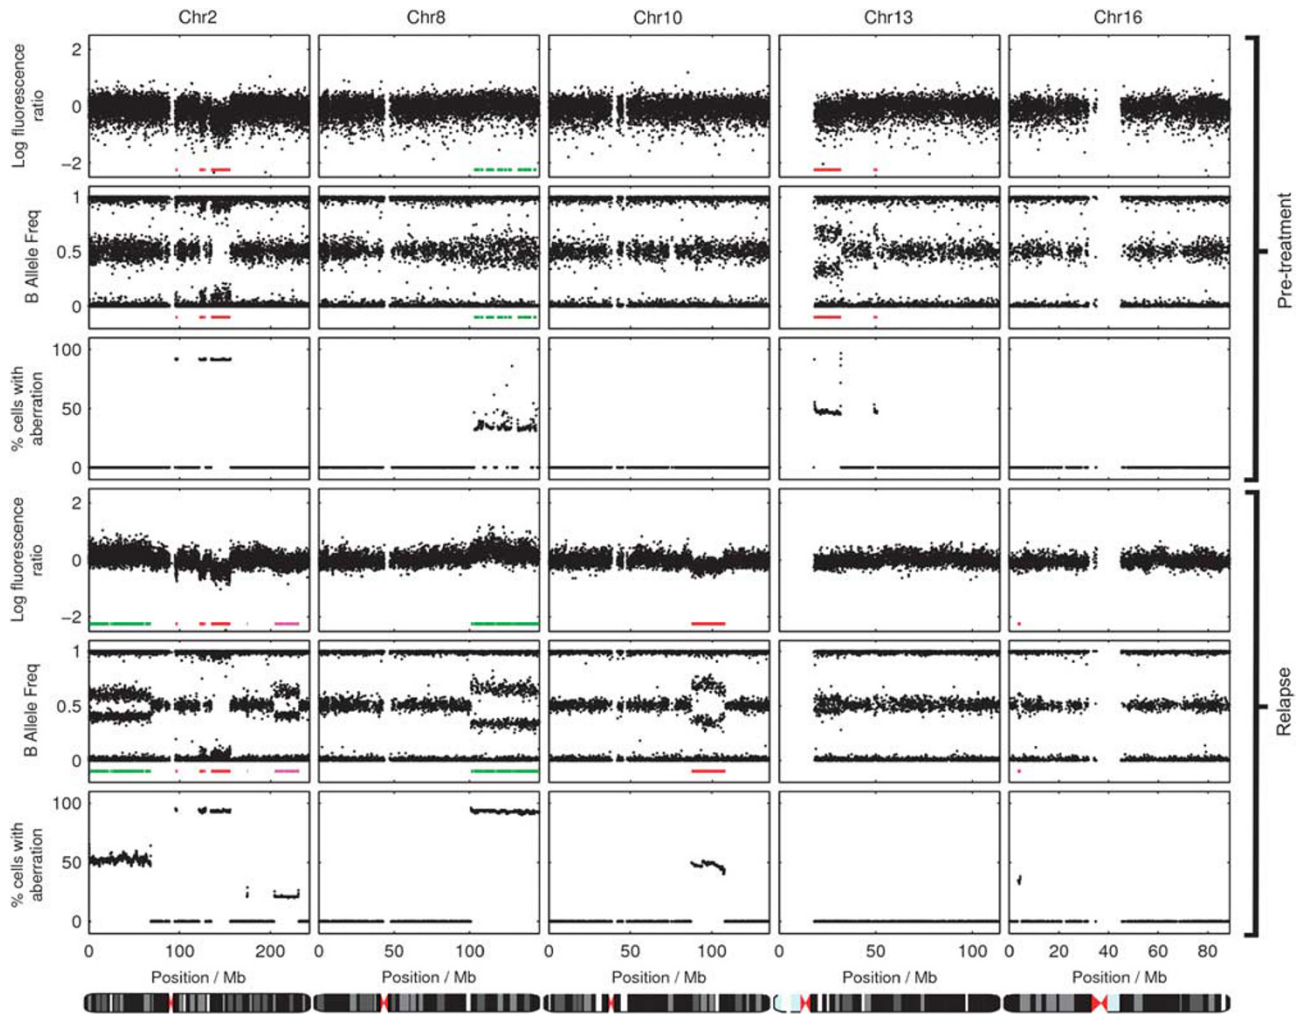 Chr2 Chr8 Chr10 Chr13 Chr16
Log fluorescence
ratio
2
0
−2
B Allele Freq
1
0.5
0
% cells with
aberration
100
50
0
Pre-treatment
Log fluorescence
ratio
2
0
−2
B Allele Freq
1
0.5
0
% cells with
aberration
100
50
0
Relapse
0 100 200 0 50 100 0 50 100 0 50 100 0 20 40 60 80
Position / Mb Position / Mb Position / Mb Position / Mb Position / Mb